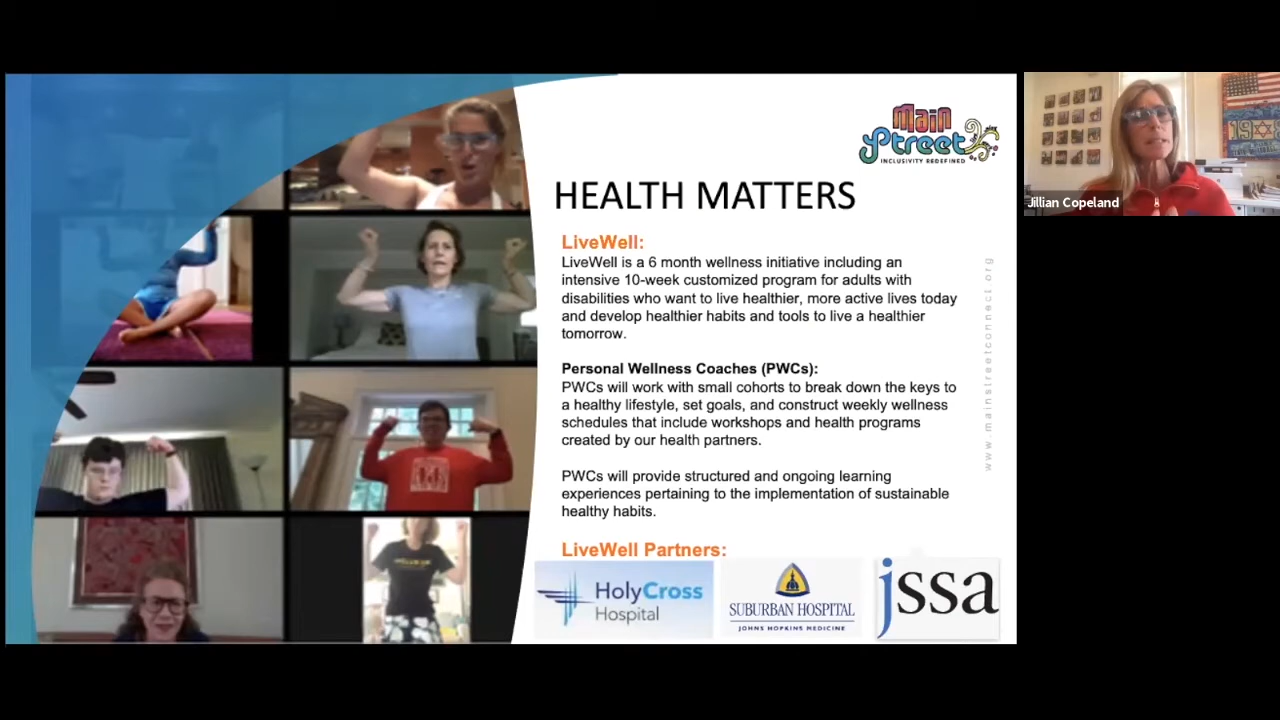 Main
Street
INCLUSIVITY REDEFINED
Jillian Copeland
HEALTH MATTERS
LiveWell:
LiveWell is a 6 month wellness initiative including an
intensive 10-week customized program for adults with
disabilities who want to live healthier, more active lives today
and develop healthier habits and tools to live a healthier
tomorrow.
Personal Wellness Coaches (PWCs):
PWCs will work with small cohorts to break down the keys to
a healthy lifestyle, set goals, and construct weekly wellness
schedules that include workshops and health programs
created by our health partners.
PWCs will provide structured and ongoing learning
experiences pertaining to the implementation of sustainable
healthy habits.
www.mainstreetconnect.org
LiveWell Partners:
HolyCross
Hospital
SUBURBAN HOSPITAL
JOHNS HOPKINS MEDICINE
jssa